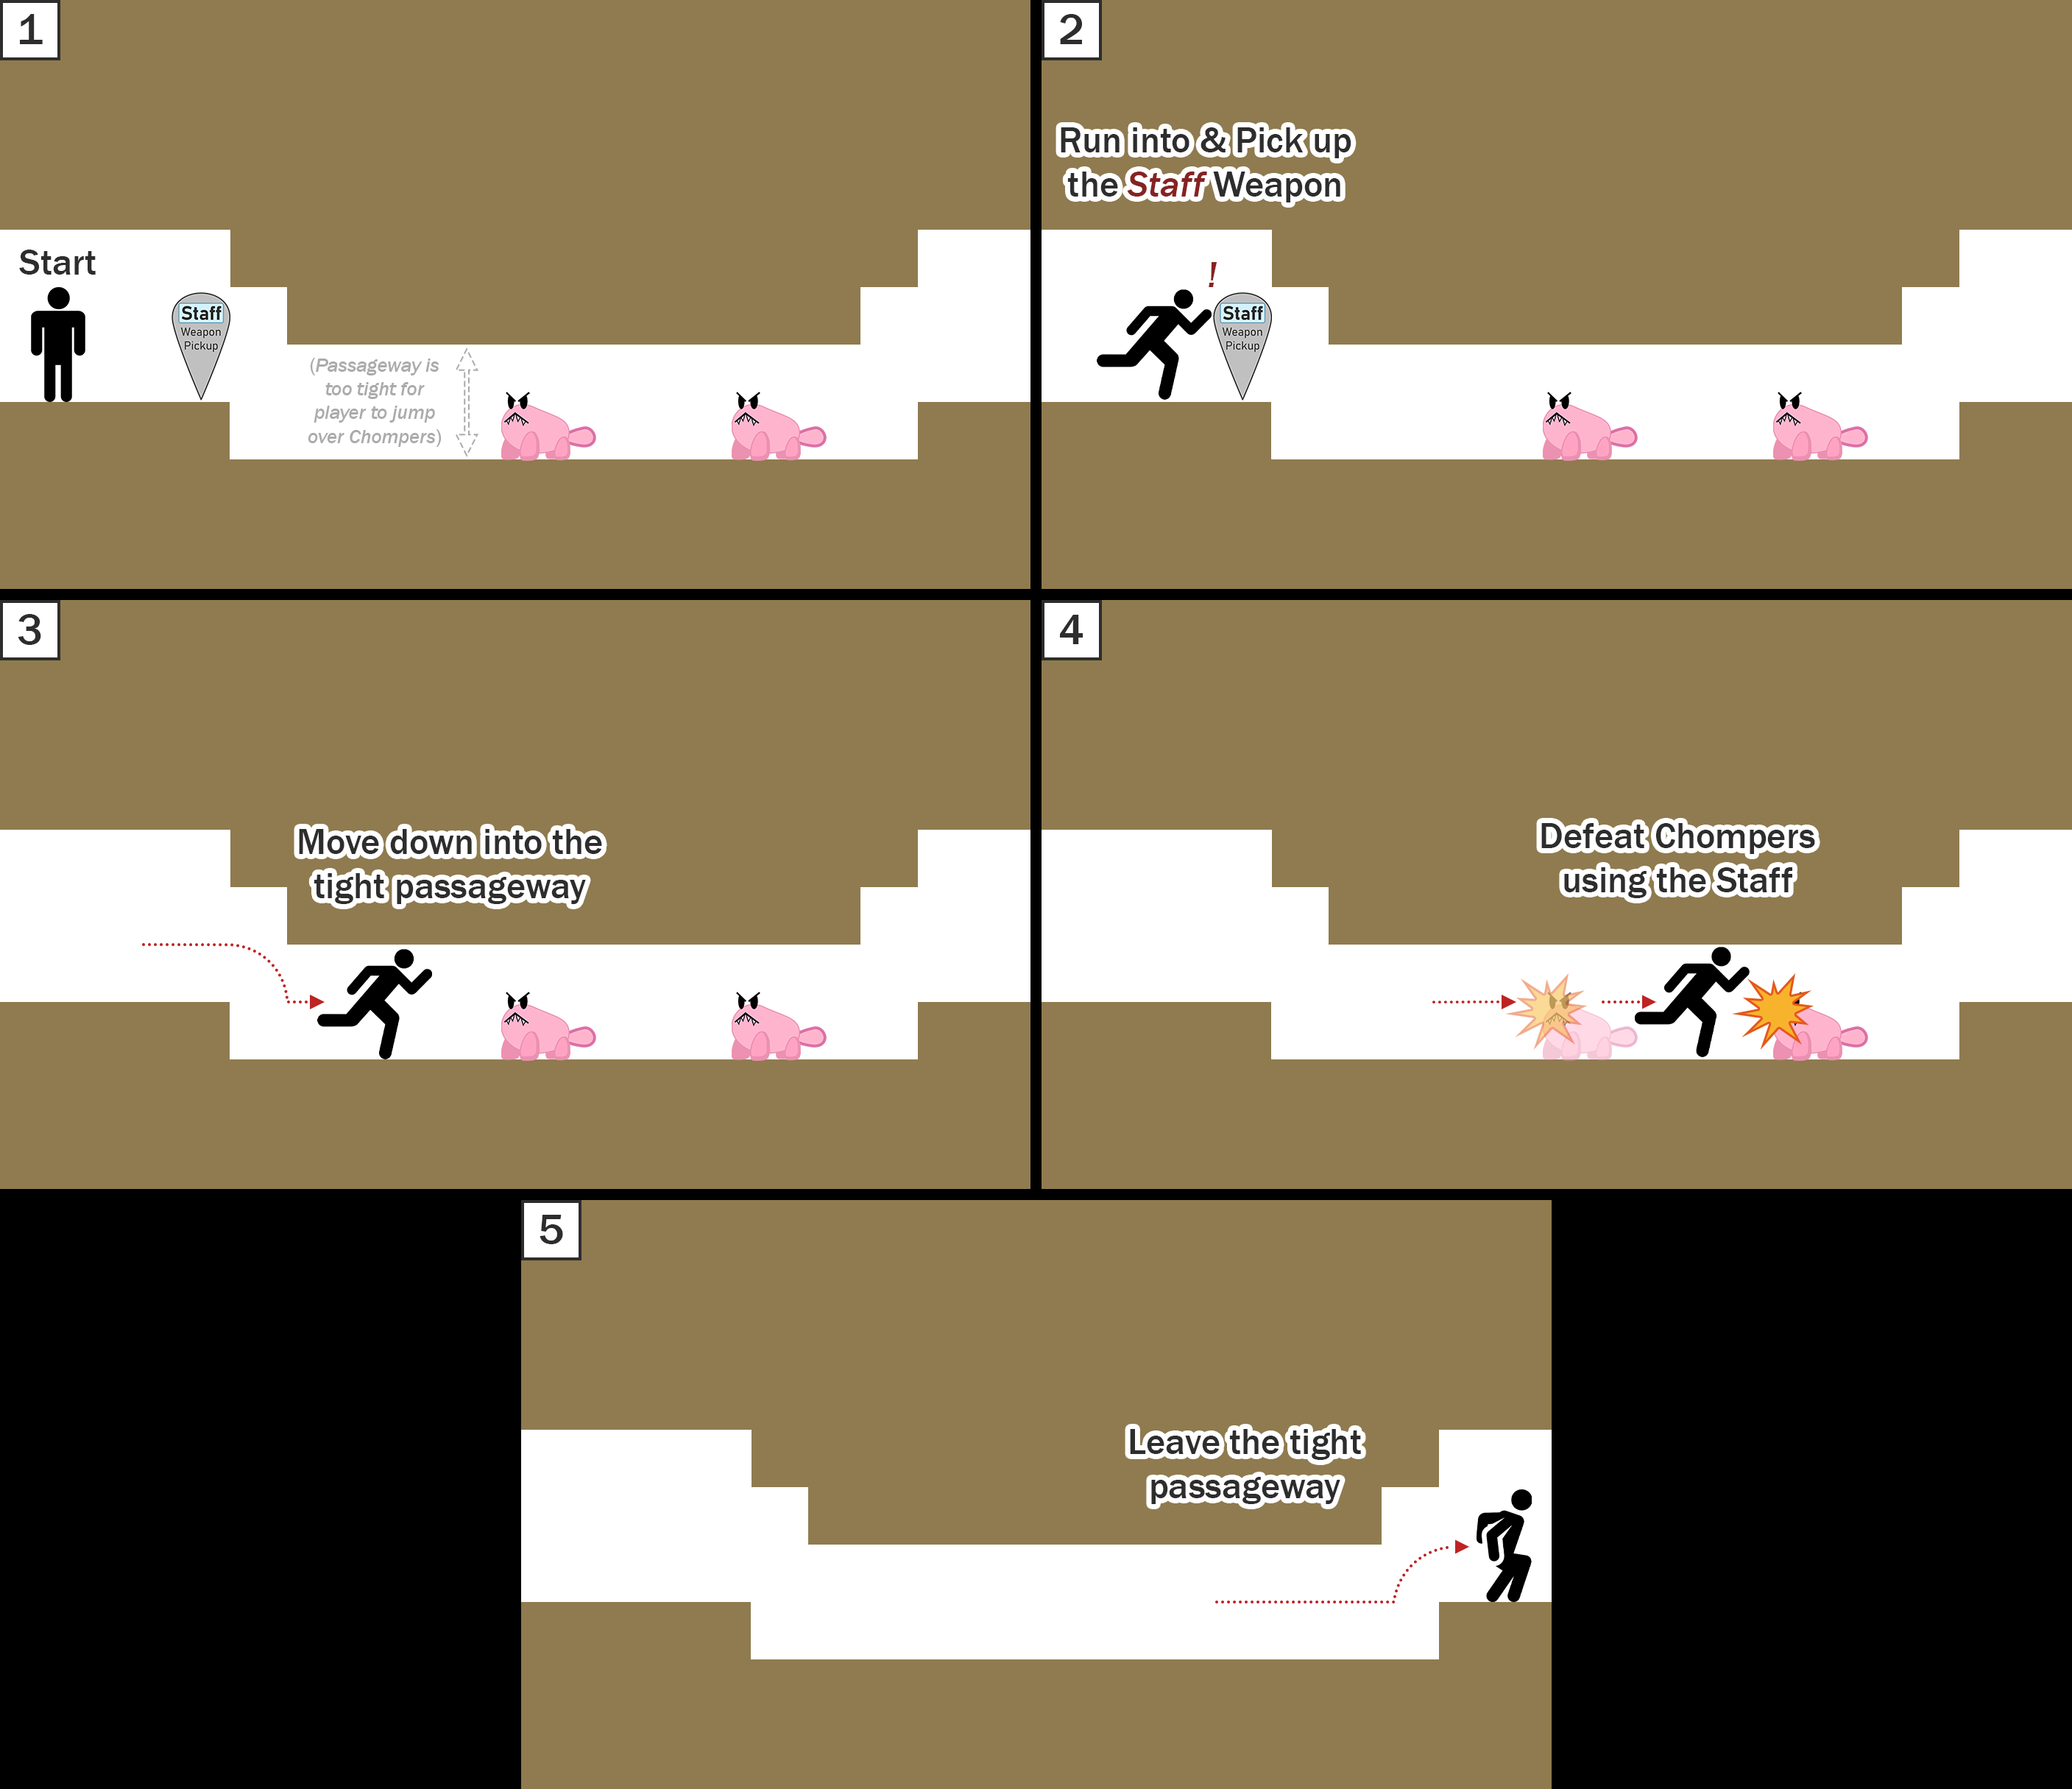 1
Start
Staff
Weapon
Pickup
(Passageway is
too tight for
player to jump
over Chompers)
2
Run into & Pick up
the Staff Weapon
!
Staff
Weapon
Pickup
3
Move down into the
tight passageway
4
Defeat Chompers
using the Staff
5
Leave the tight
passageway